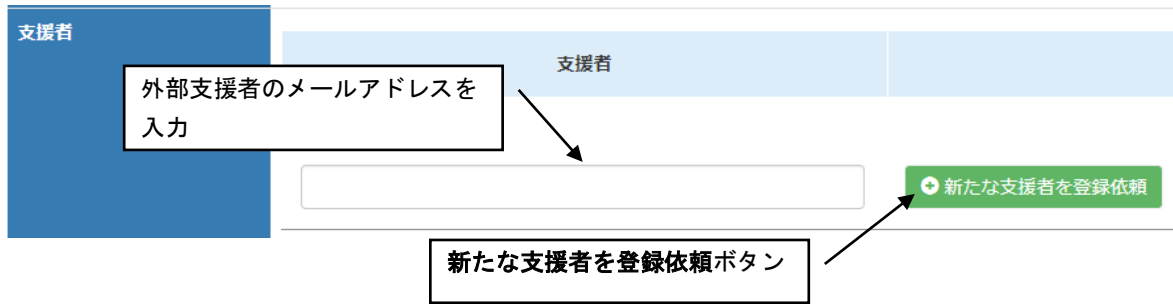 支援者
支援者
外部支援者のメールアドレスを
入力
新たな支援者を登録依頼
新たな支援者を登録依頼ボタン